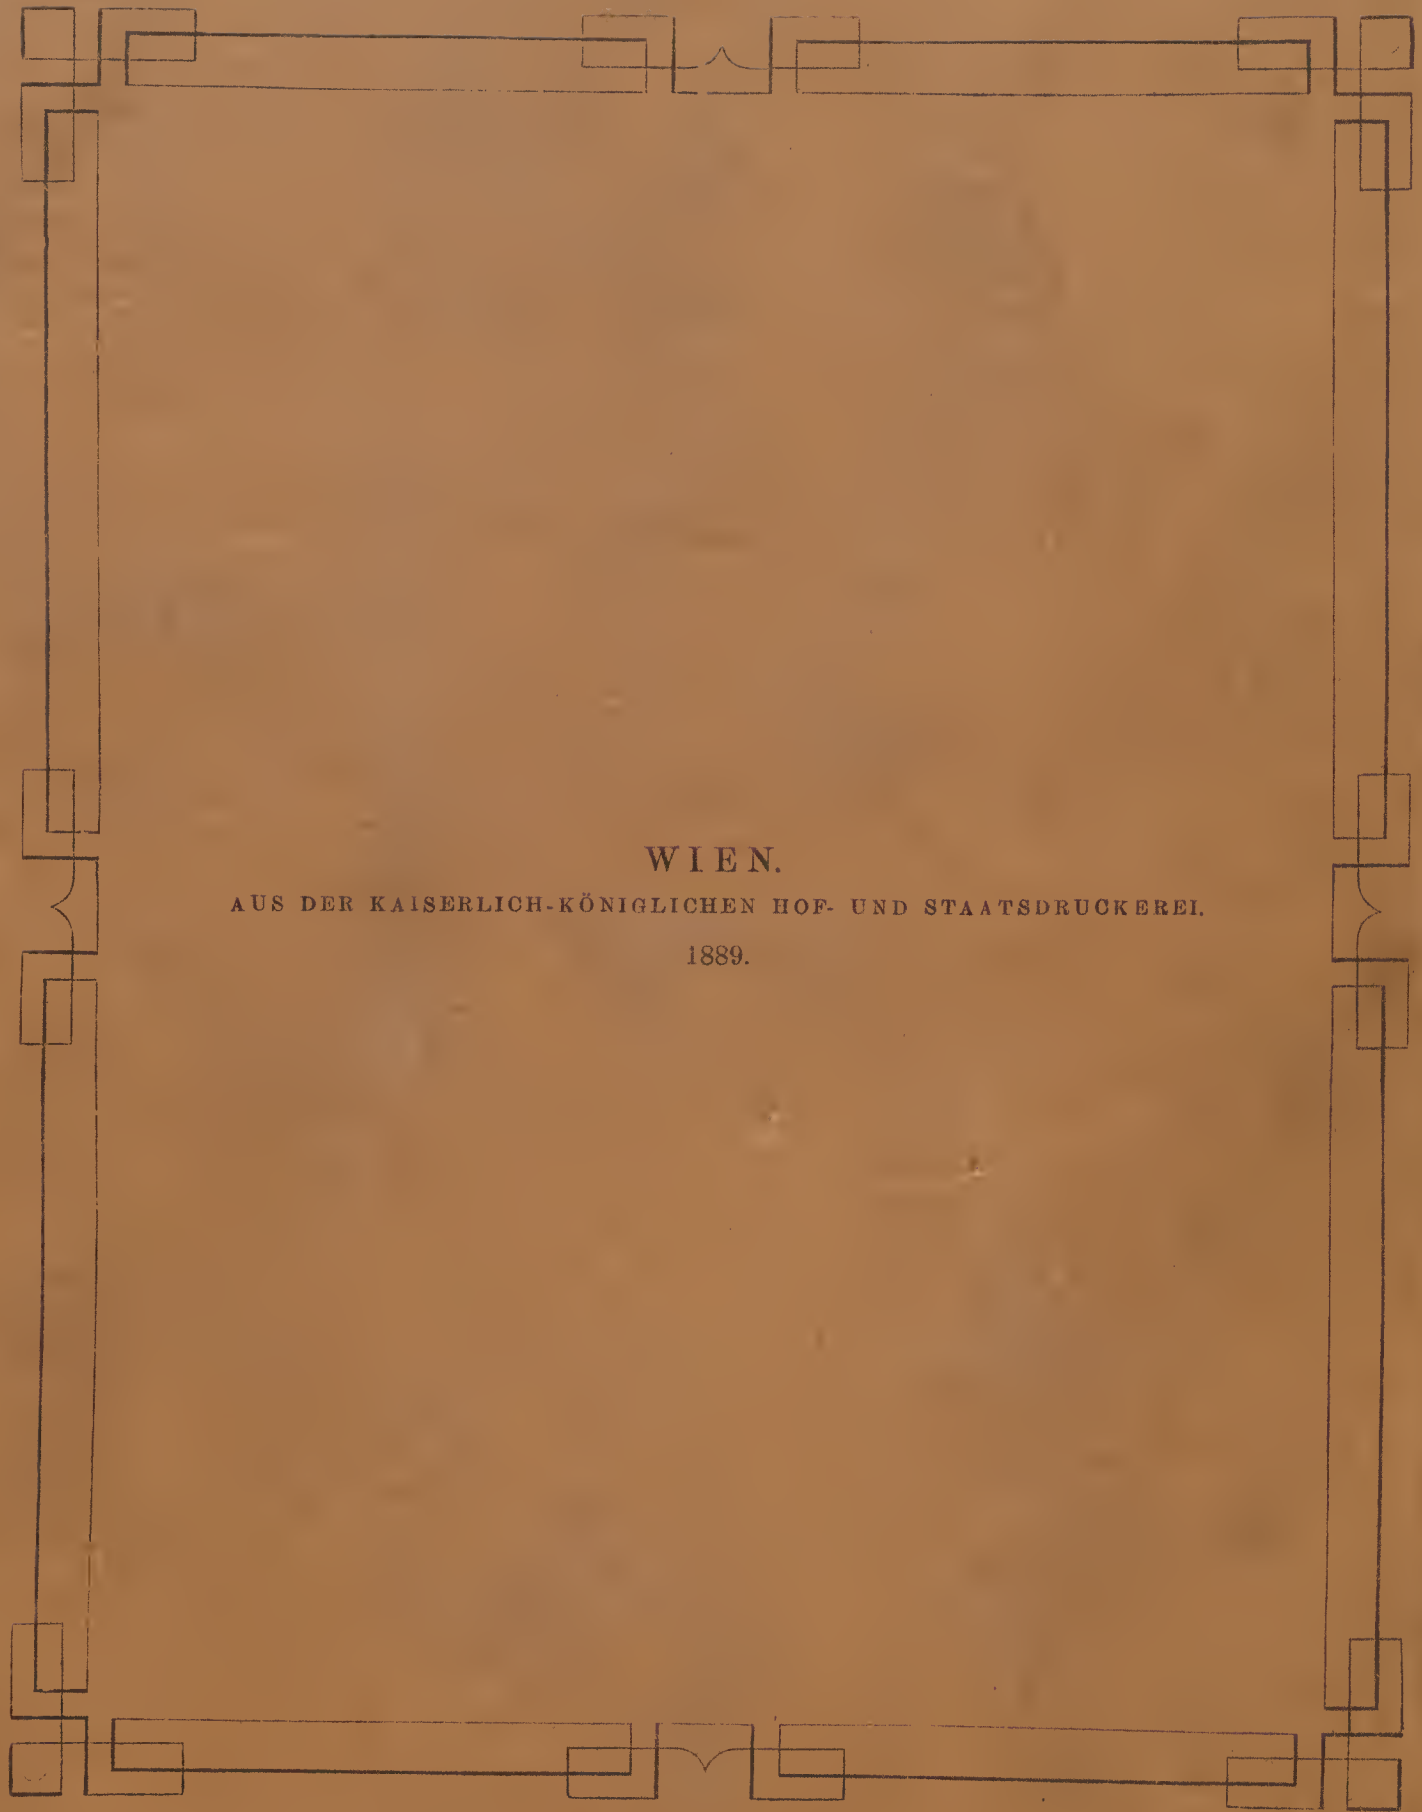 WIEN.
AUS DER KAISERLICH-KÖNIGLICHEN HOF- UND STAATSDRUCKEREI.
1889.